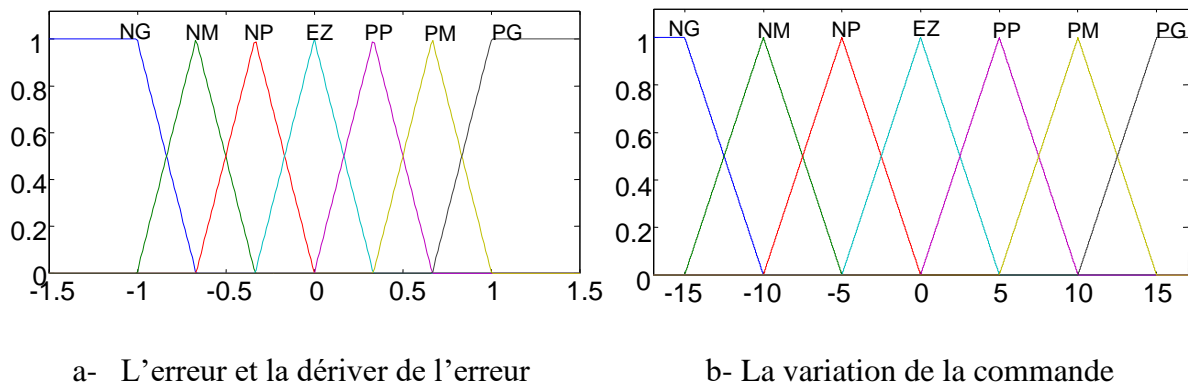 NG NM NP EZ PP PM PG
1
0.8
0.6
0.4
0.2
0
-1.5 -1 -0.5 0 0.5 1 1.5
NG NM NP EZ PP PM PG
1
0.8
0.6
0.4
0.2
0
-15 -10 -5 0 5 10 15
a- L’erreur et la dériver de l’erreur
b- La variation de la commande